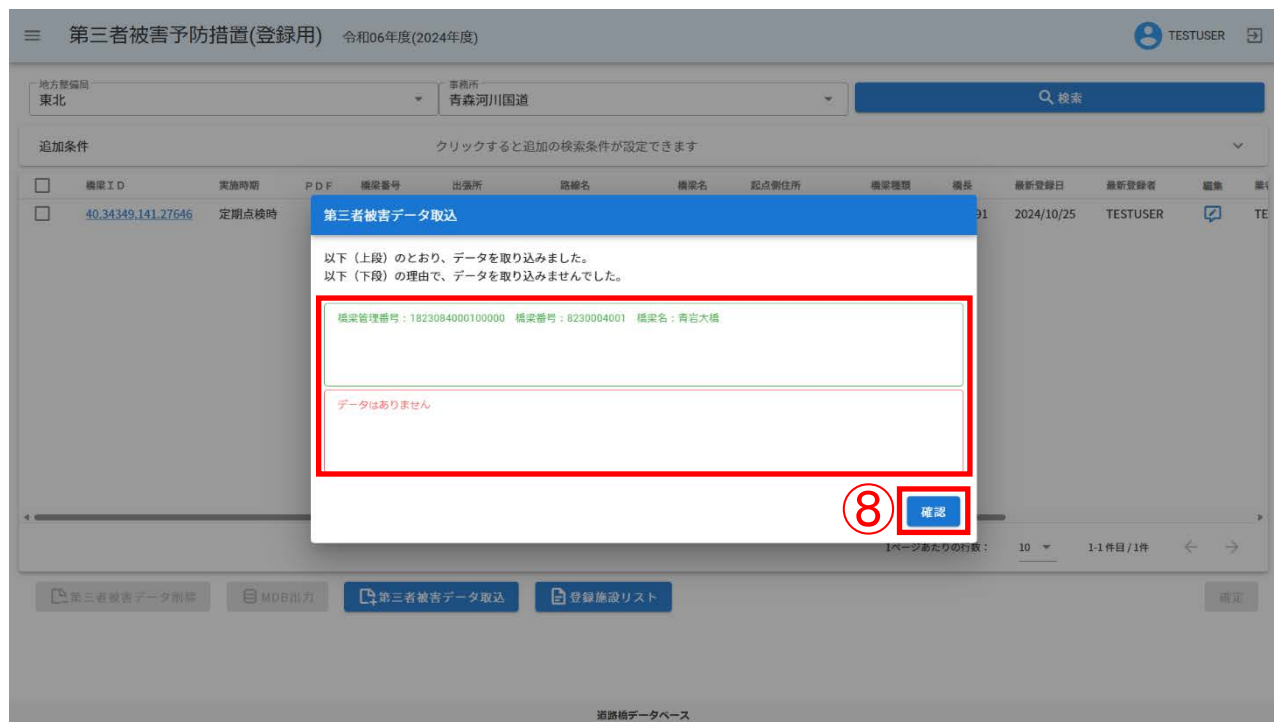 第三者被害予防措置(登録用) 令和06年度(2024年度) TESTUSER
地方整備局 事務所
東北 青森河川国道 検索
追加条件 クリックすると追加の検索条件が設定できます
橋梁ID 実施時期 PDF 橋梁番号 出張所 路線名 橋梁名 起点側住所 橋梁種類 橋長 最新登録日 最新登録者 編集
40.34349,141.27646 定期点検時 91 2024/10/25 TESTUSER TE
第三者被害データ取込
以下（上段）のとおり、データを取り込みました。
以下（下段）の理由で、データを取り込みませんでした。
橋梁管理番号：1823084000100000 橋梁番号：8230004001 橋梁名：青岩大橋
データはありません
⑧ 確認
1ページあたりの行数： 10 1-1 件目 / 1件
第三者被害データ削除 MDB出力 第三者被害データ取込 登録施設リスト 確定
道路橋データベース